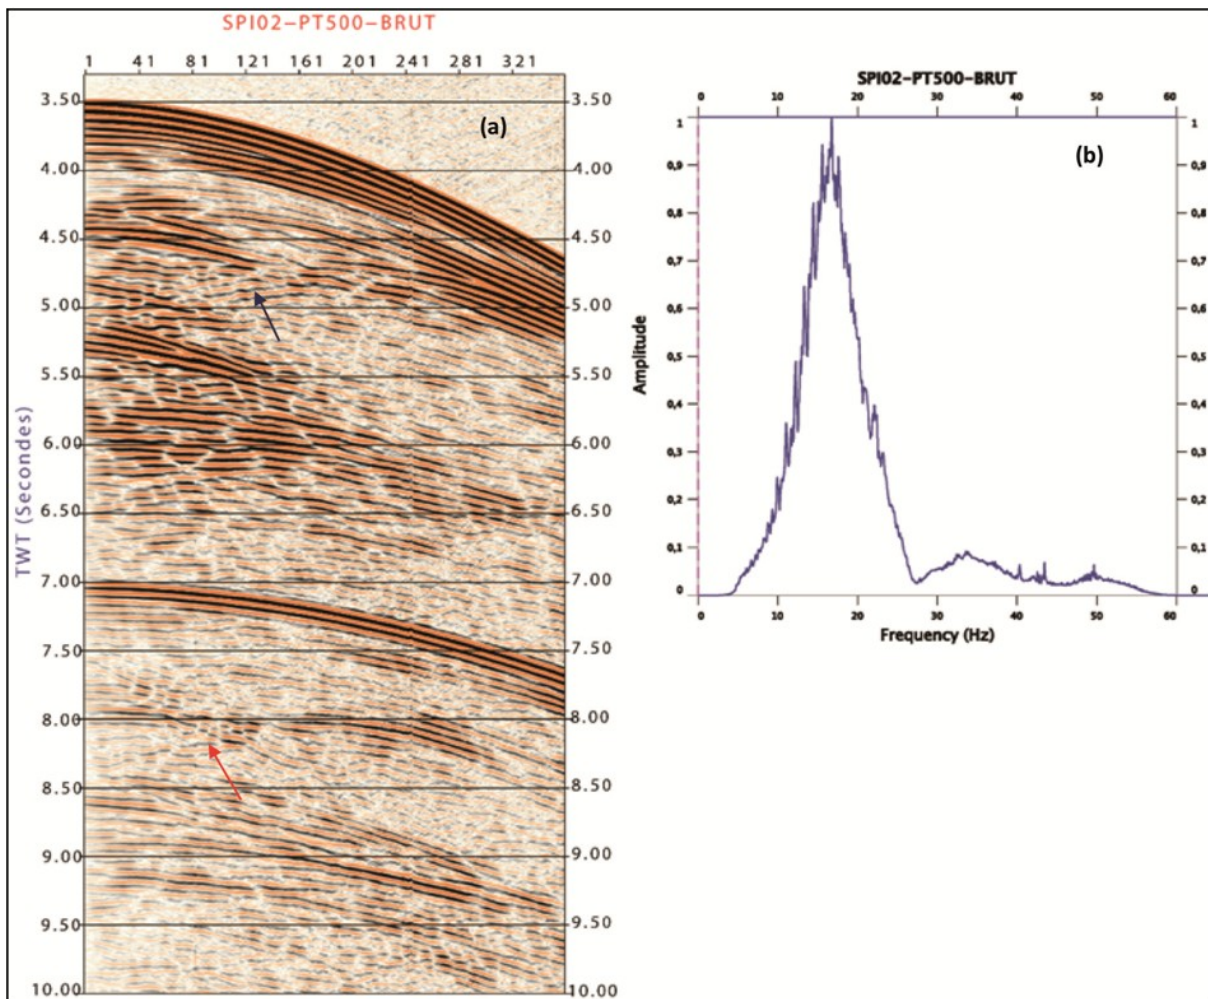 SPI02-PT500-BRUT
1 41 81 121 161 201 241 281 321
3.50 3.50
(a)
4.00 4.00
4.50 4.50
5.00 5.00
5.50 5.50
6.00 6.00
6.50 6.50
7.00 7.00
7.50 7.50
8.00 8.00
8.50 8.50
9.00 9.00
9.50 9.50
10.00 10.00
TWT (Secondes)
SPI02-PT500-BRUT
0 10 20 30 40 50 60
1 1
(b)
0,9 0,9
0,8 0,8
0,7 0,7
0,6 0,6
0,5 0,5
0,4 0,4
0,3 0,3
0,2 0,2
0,1 0,1
0 0
Amplitude
0 10 20 30 40 50 60
Frequency (Hz)